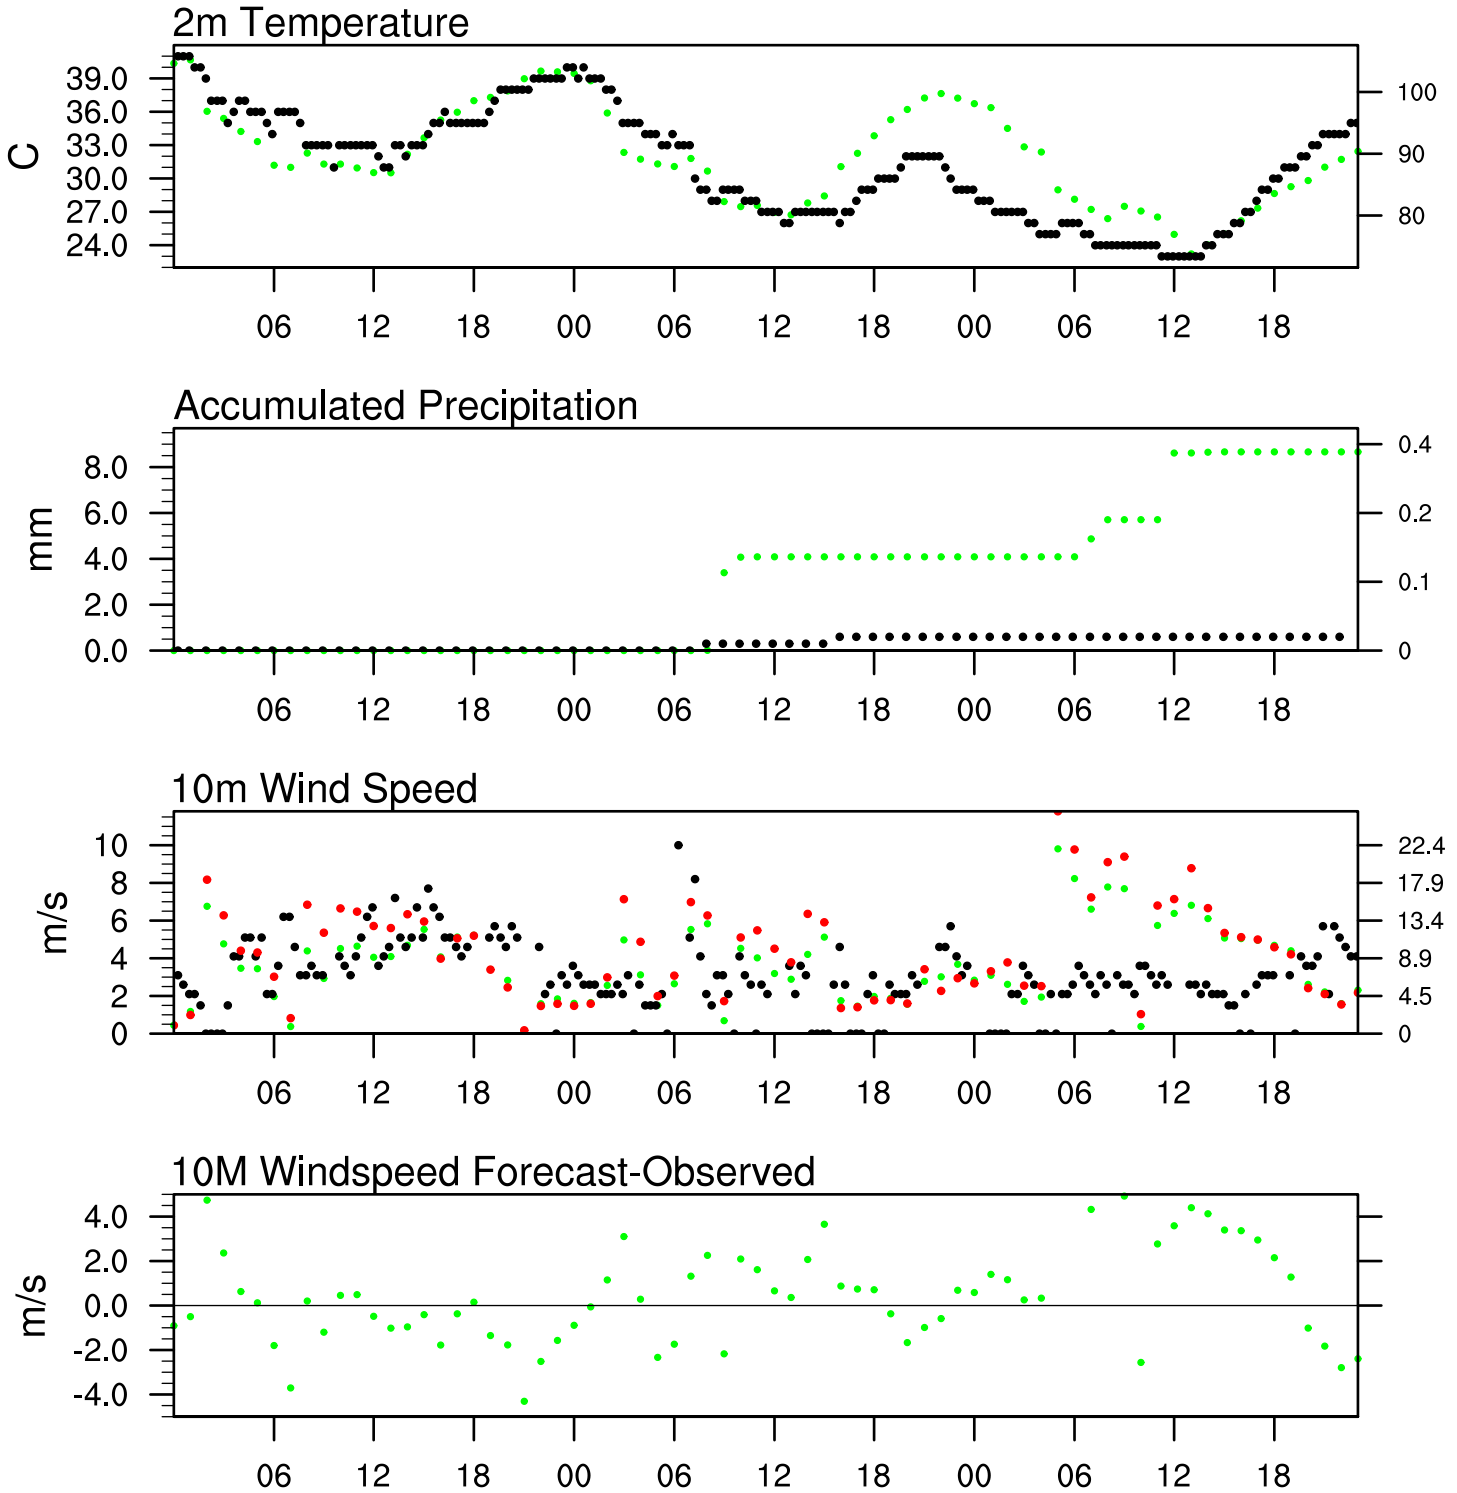 2m Temperature
C
39.0
36.0
33.0
30.0
27.0
24.0
100
90
80
06 12 18 00 06 12 18 00 06 12 18
Accumulated Precipitation
mm
8.0
6.0
4.0
2.0
0.0
0.4
0.2
0.1
0
06 12 18 00 06 12 18 00 06 12 18
10m Wind Speed
m/s
10
8
6
4
2
0
22.4
17.9
13.4
8.9
4.5
0
06 12 18 00 06 12 18 00 06 12 18
10M Windspeed Forecast-Observed
m/s
4.0
2.0
0.0
-2.0
-4.0
06 12 18 00 06 12 18 00 06 12 18